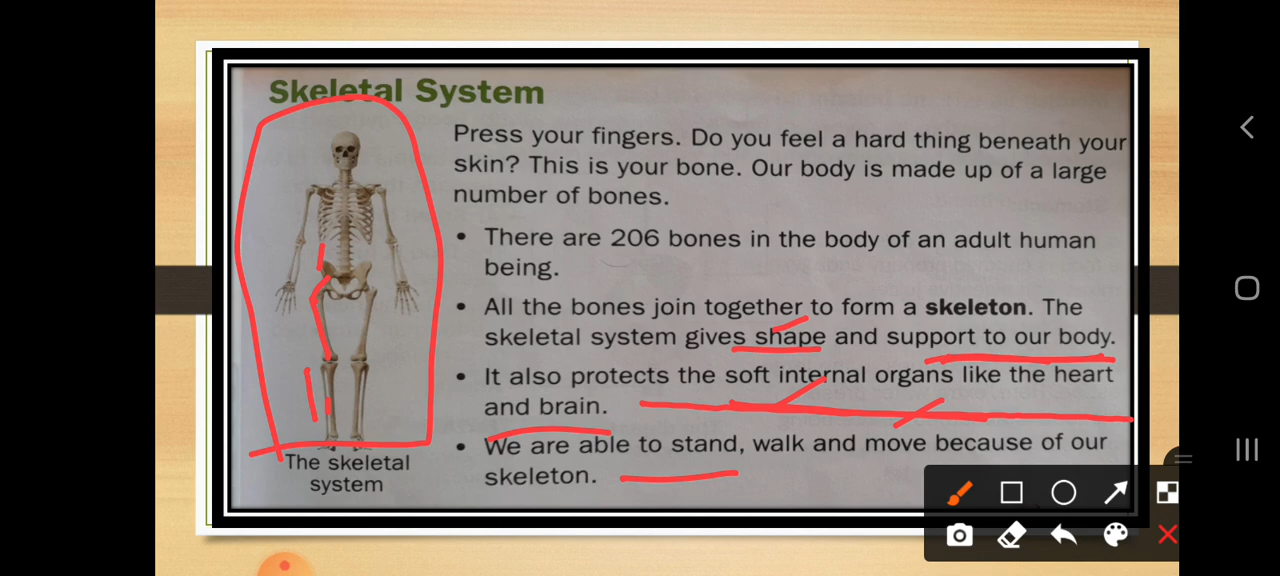 Skeletal System
Press your fingers. Do you feel a hard thing beneath your
skin? This is your bone. Our body is made up of a large
number of bones.
• There are 206 bones in the body of an adult human
being.
• All the bones join together to form a skeleton. The
skeletal system gives shape and support to our body.
• It also protects the soft internal organs like the heart
and brain.
• We are able to stand, walk and move because of our
skeleton.
The skeletal
system